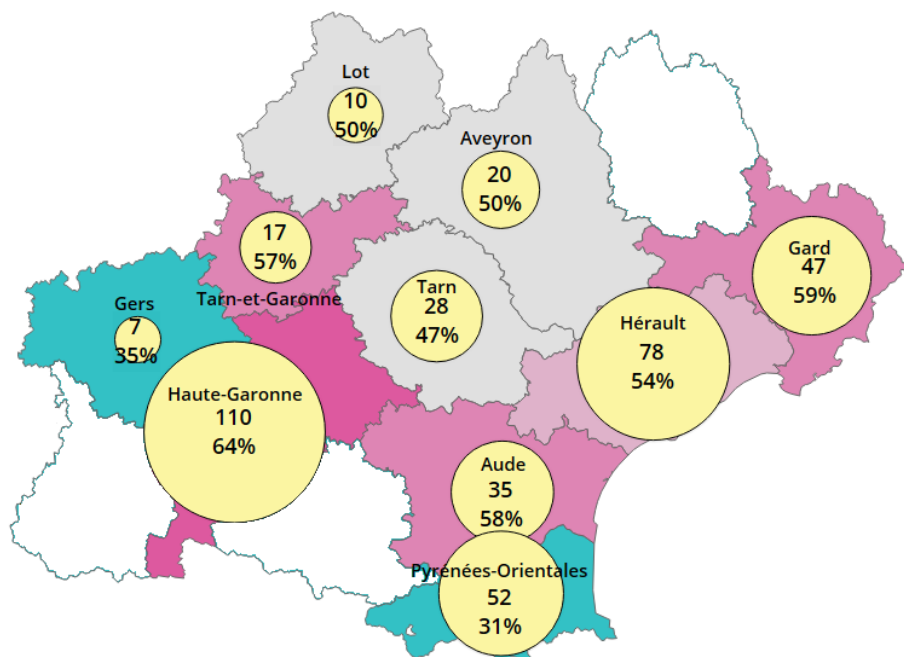 Lot
10
50%
Aveyron
20
50%
17
57%
Tarn-et-Garonne
Gard
47
59%
Gers
7
35%
Tarn
28
47%
Hérault
78
54%
Haute-Garonne
110
64%
Aude
35
58%
Pyrénées-Orientales
52
31%